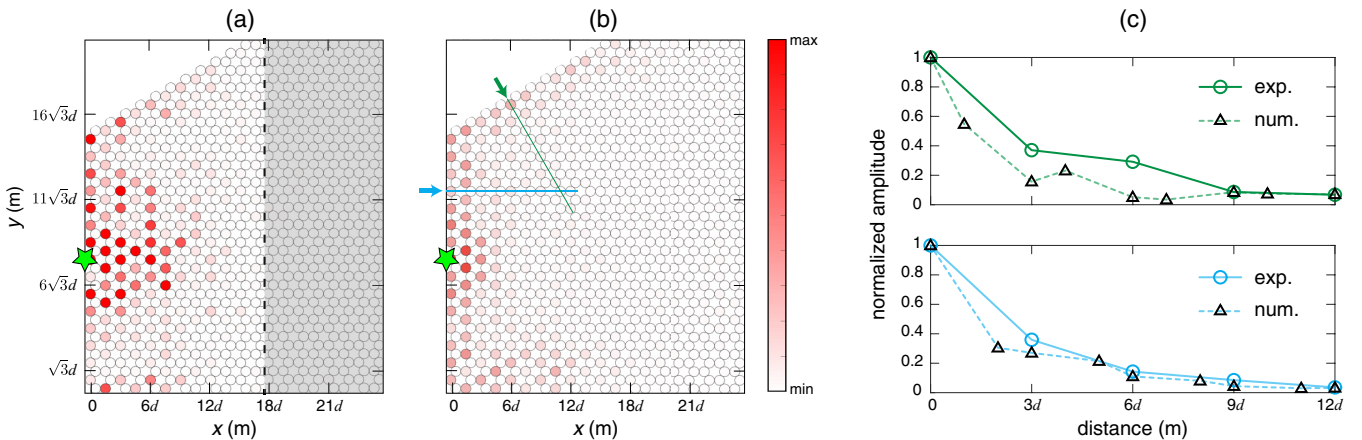 (a)
(b)
(c)
y (m)
16√3d
11√3d
6√3d
√3d
0 6d 12d 18d 21d
x (m)
0 6d 12d 18d 21d
x (m)
max
min
normalized amplitude
1
0.8
0.6
0.4
0.2
0
exp.
num.
1
0.8
0.6
0.4
0.2
0
exp.
num.
0 3d 6d 9d 12d
distance (m)